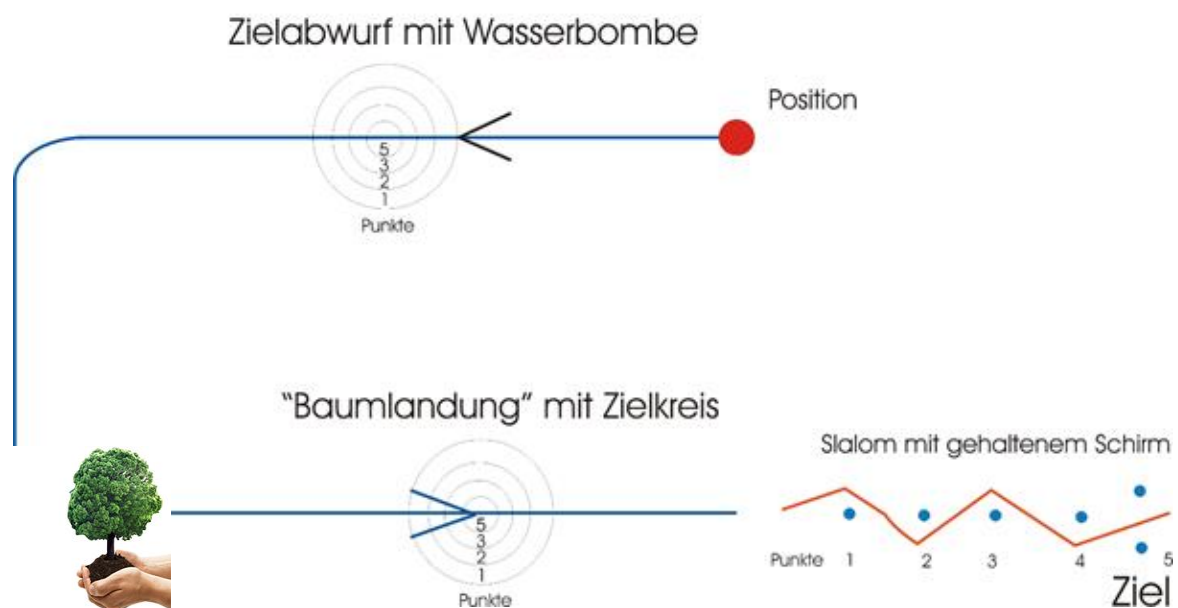 Zielabwurf mit Wasserbombe
Position
5
3
2
1
Punkte
"Baumlandung" mit Zielkreis
5
3
2
1
Punkte
Slalom mit gehaltenem Schirm
Punkte 1 2 3 4 5
Ziel